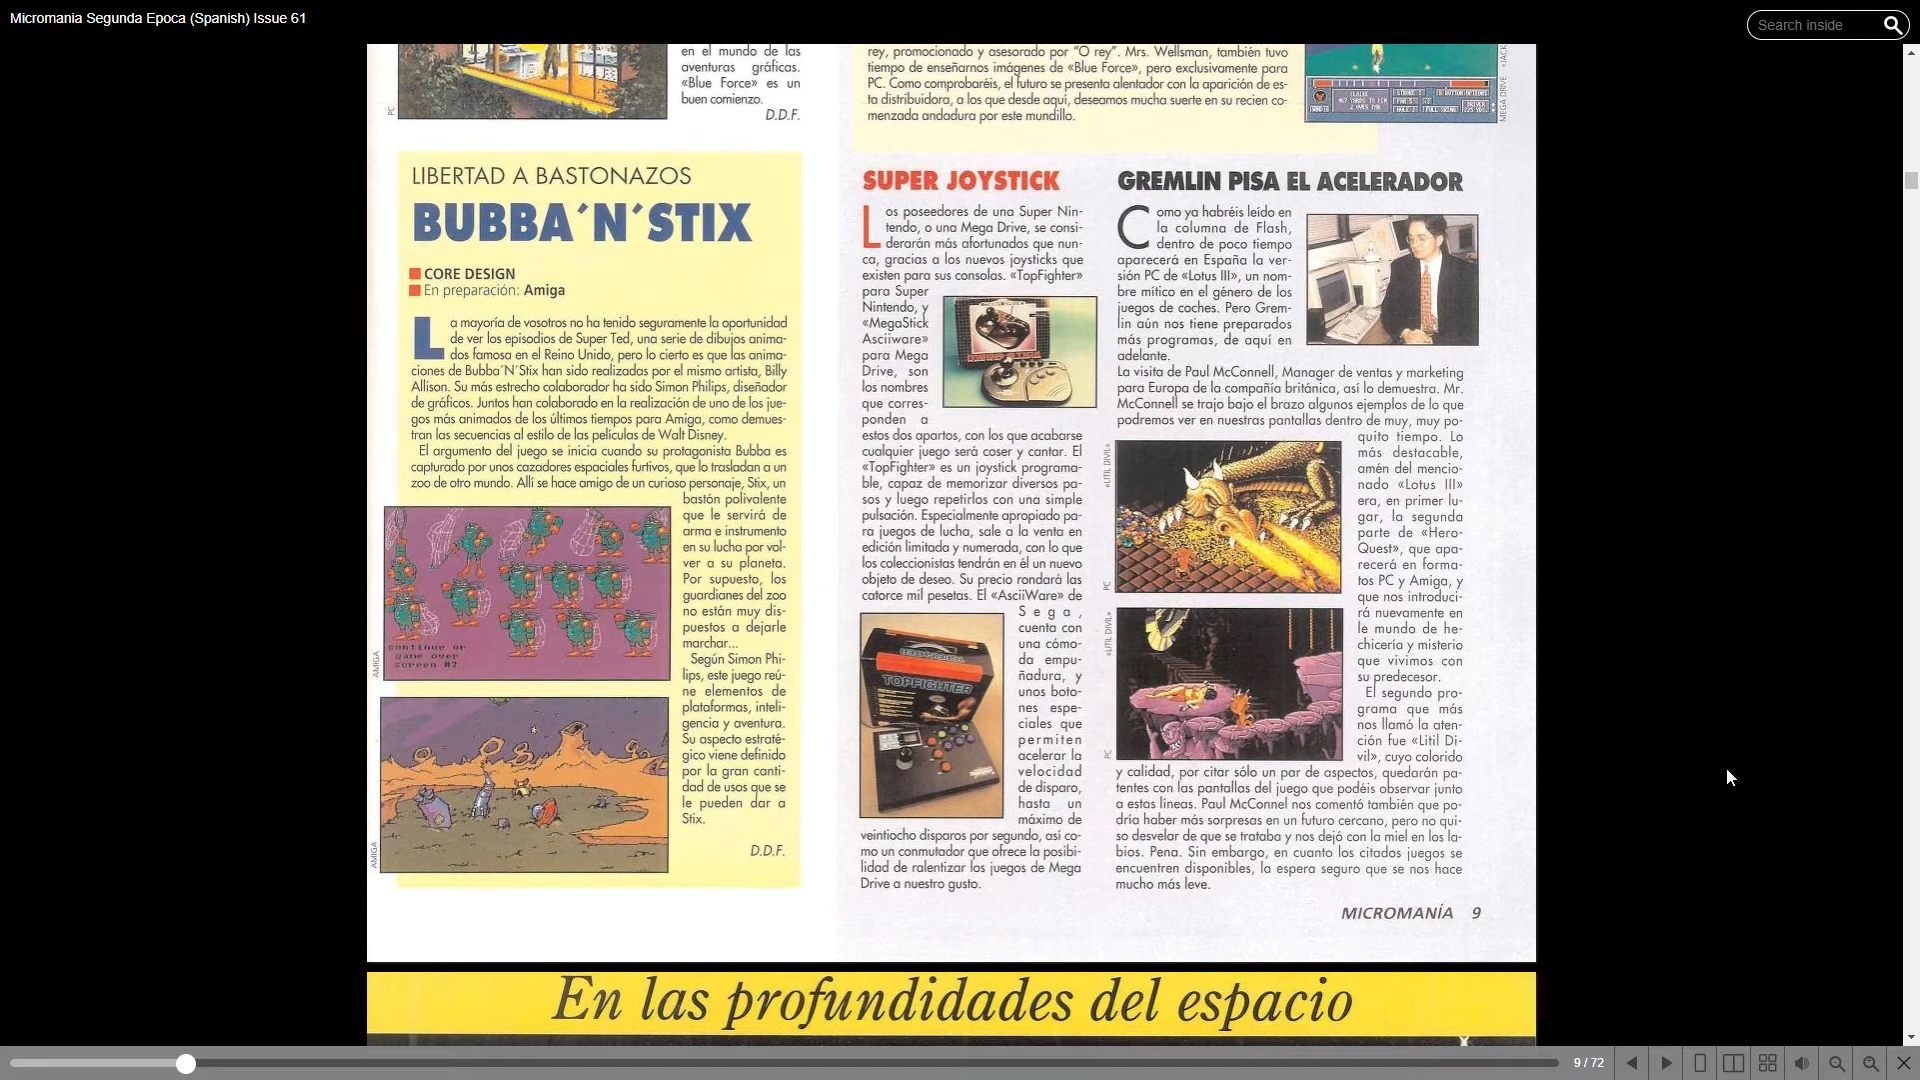 Micromania Segunda Epoca (Spanish) Issue 61
Search inside
en el mundo de las
aventuras gráficas.
«Blue Force» es un
buen comienzo.
D.D.F.
PC
rey, promocionado y asesorado por "O rey". Mrs. Wellsman, también tuvo
tiempo de enseñarnos imágenes de «Blue Force», pero exclusivamente para
PC. Como comprobaréis, el futuro se presenta alentador con la aparición de es-
ta distribuidora, a los que desde aquí, deseamos mucha suerte en su recien co-
menzada andadura por este mundillo.
MEGA DRIVE
LIBERTAD A BASTONAZOS
BUBBA´N´STIX
CORE DESIGN
En preparación: Amiga
La mayoría de vosotros no ha tenido seguramente la oportunidad
de ver los episodios de Super Ted, una serie de dibujos anima-
dos famosa en el Reino Unido, pero lo cierto es que las anima-
ciones de Bubba´N´Stix han sido realizadas por el mismo artista, Billy
Allison. Su más estrecho colaborador ha sido Simon Philips, diseñador
de gráficos. Juntos han colaborado en la realización de uno de los jue-
gos más animados de los últimos tiempos para Amiga, como demues-
tran las secuencias al estilo de las películas de Walt Disney.
El argumento del juego se inicia cuando su protagonista Bubba es
capturado por unos cazadores espaciales furtivos, que lo trasladan a un
zoo de otro mundo. Allí se hace amigo de un curioso personaje, Stix, un
bastón polivalente
que le servirá de
arma e instrumento
en su lucha por vol-
ver a su planeta.
Por supuesto, los
guardianes del zoo
no están muy dis-
puestos a dejarle
marchar...
Según Simon Phi-
lips, este juego reú-
ne elementos de
plataformas, inteli-
gencia y aventura.
Su aspecto estraté-
gico viene definido
por la gran canti-
dad de usos que se
le pueden dar a
Stix.
D.D.F.
continue or
game over
screen #2
AMIGA
AMIGA
SUPER JOYSTICK
Los poseedores de una Super Nin-
tendo, o una Mega Drive, se consi-
derarán más afortunados que nun-
ca, gracias a los nuevos joysticks que
existen para sus consolas. «TopFighter»
para Super
Nintendo, y
«MegaStick
Asciiware»
para Mega
Drive, son
los nombres
que corres-
ponden a
estos dos apartos, con los que acabarse
cualquier juego será coser y cantar. El
«TopFighter» es un joystick programa-
ble, capaz de memorizar diversos pa-
sos y luego repetirlos con una simple
pulsación. Especialmente apropiado pa-
ra juegos de lucha, sale a la venta en
edición limitada y numerada, con lo que
los coleccionistas tendrán en él un nuevo
objeto de deseo. Su precio rondará las
catorce mil pesetas. El «AsciiWare» de
Sega,
cuenta con
una cómo-
da empu-
ñadura, y
unos boto-
nes espe-
ciales que
permiten
acelerar la
velocidad
de disparo,
hasta un
máximo de
veintiocho disparos por segundo, así co-
mo un conmutador que ofrece la posibi-
lidad de ralentizar los juegos de Mega
Drive a nuestro gusto.
TOPFIGHTER
GREMLIN PISA EL ACELERADOR
Como ya habréis leído en
la columna de Flash,
dentro de poco tiempo
aparecerá en España la ver-
sión PC de «Lotus III», un nom-
bre mítico en el género de los
juegos de coches. Pero Grem-
lin aún nos tiene preparados
más programas, de aquí en
adelante.
La visita de Paul McConnell, Manager de ventas y marketing
para Europa de la compañía británica, así lo demuestra. Mr.
McConnell se trajo bajo el brazo algunos ejemplos de lo que
podremos ver en nuestras pantallas dentro de muy, muy po-
quito tiempo. Lo
más destacable,
amén del mencio-
nado «Lotus III»
era, en primer lu-
gar, la segunda
parte de «Hero-
Quest», que apa-
recerá en forma-
tos PC y Amiga, y
que nos introduci-
rá nuevamente en
le mundo de he-
chicería y misterio
que vivimos con
su predecesor.
El segundo pro-
grama que más
nos llamó la aten-
ción fue «Litil Di-
vil», cuyo colorido
y calidad, por citar sólo un par de aspectos, quedarán pa-
tentes con las pantallas del juego que podéis observar junto
a estas líneas. Paul McConnel nos comentó también que po-
dría haber más sorpresas en un futuro cercano, pero no qui-
so desvelar de que se trataba y nos dejó con la miel en los la-
bios. Pena. Sin embargo, en cuanto los citados juegos se
encuentren disponibles, la espera seguro que se nos hace
mucho más leve.
«LITIL DIVIL»
PC
«LITIL DIVIL»
PC
MICROMANÍA 9
En las profundidades del espacio
9 / 72